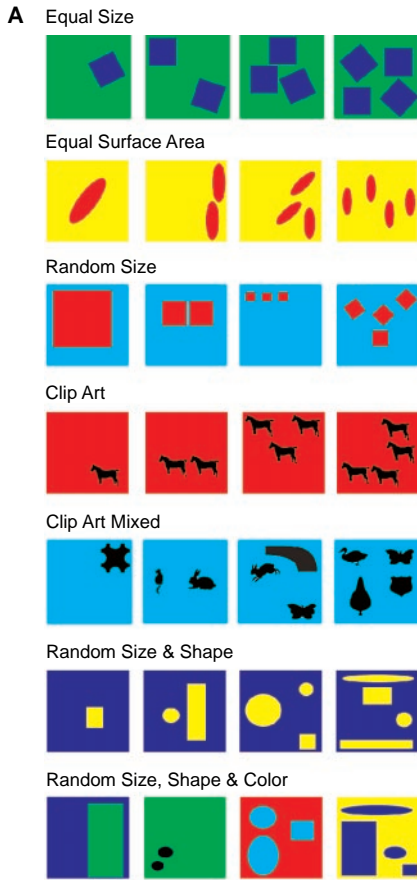 A
Equal Size
Equal Surface Area
Random Size
Clip Art
Clip Art Mixed
Random Size & Shape
Random Size, Shape & Color